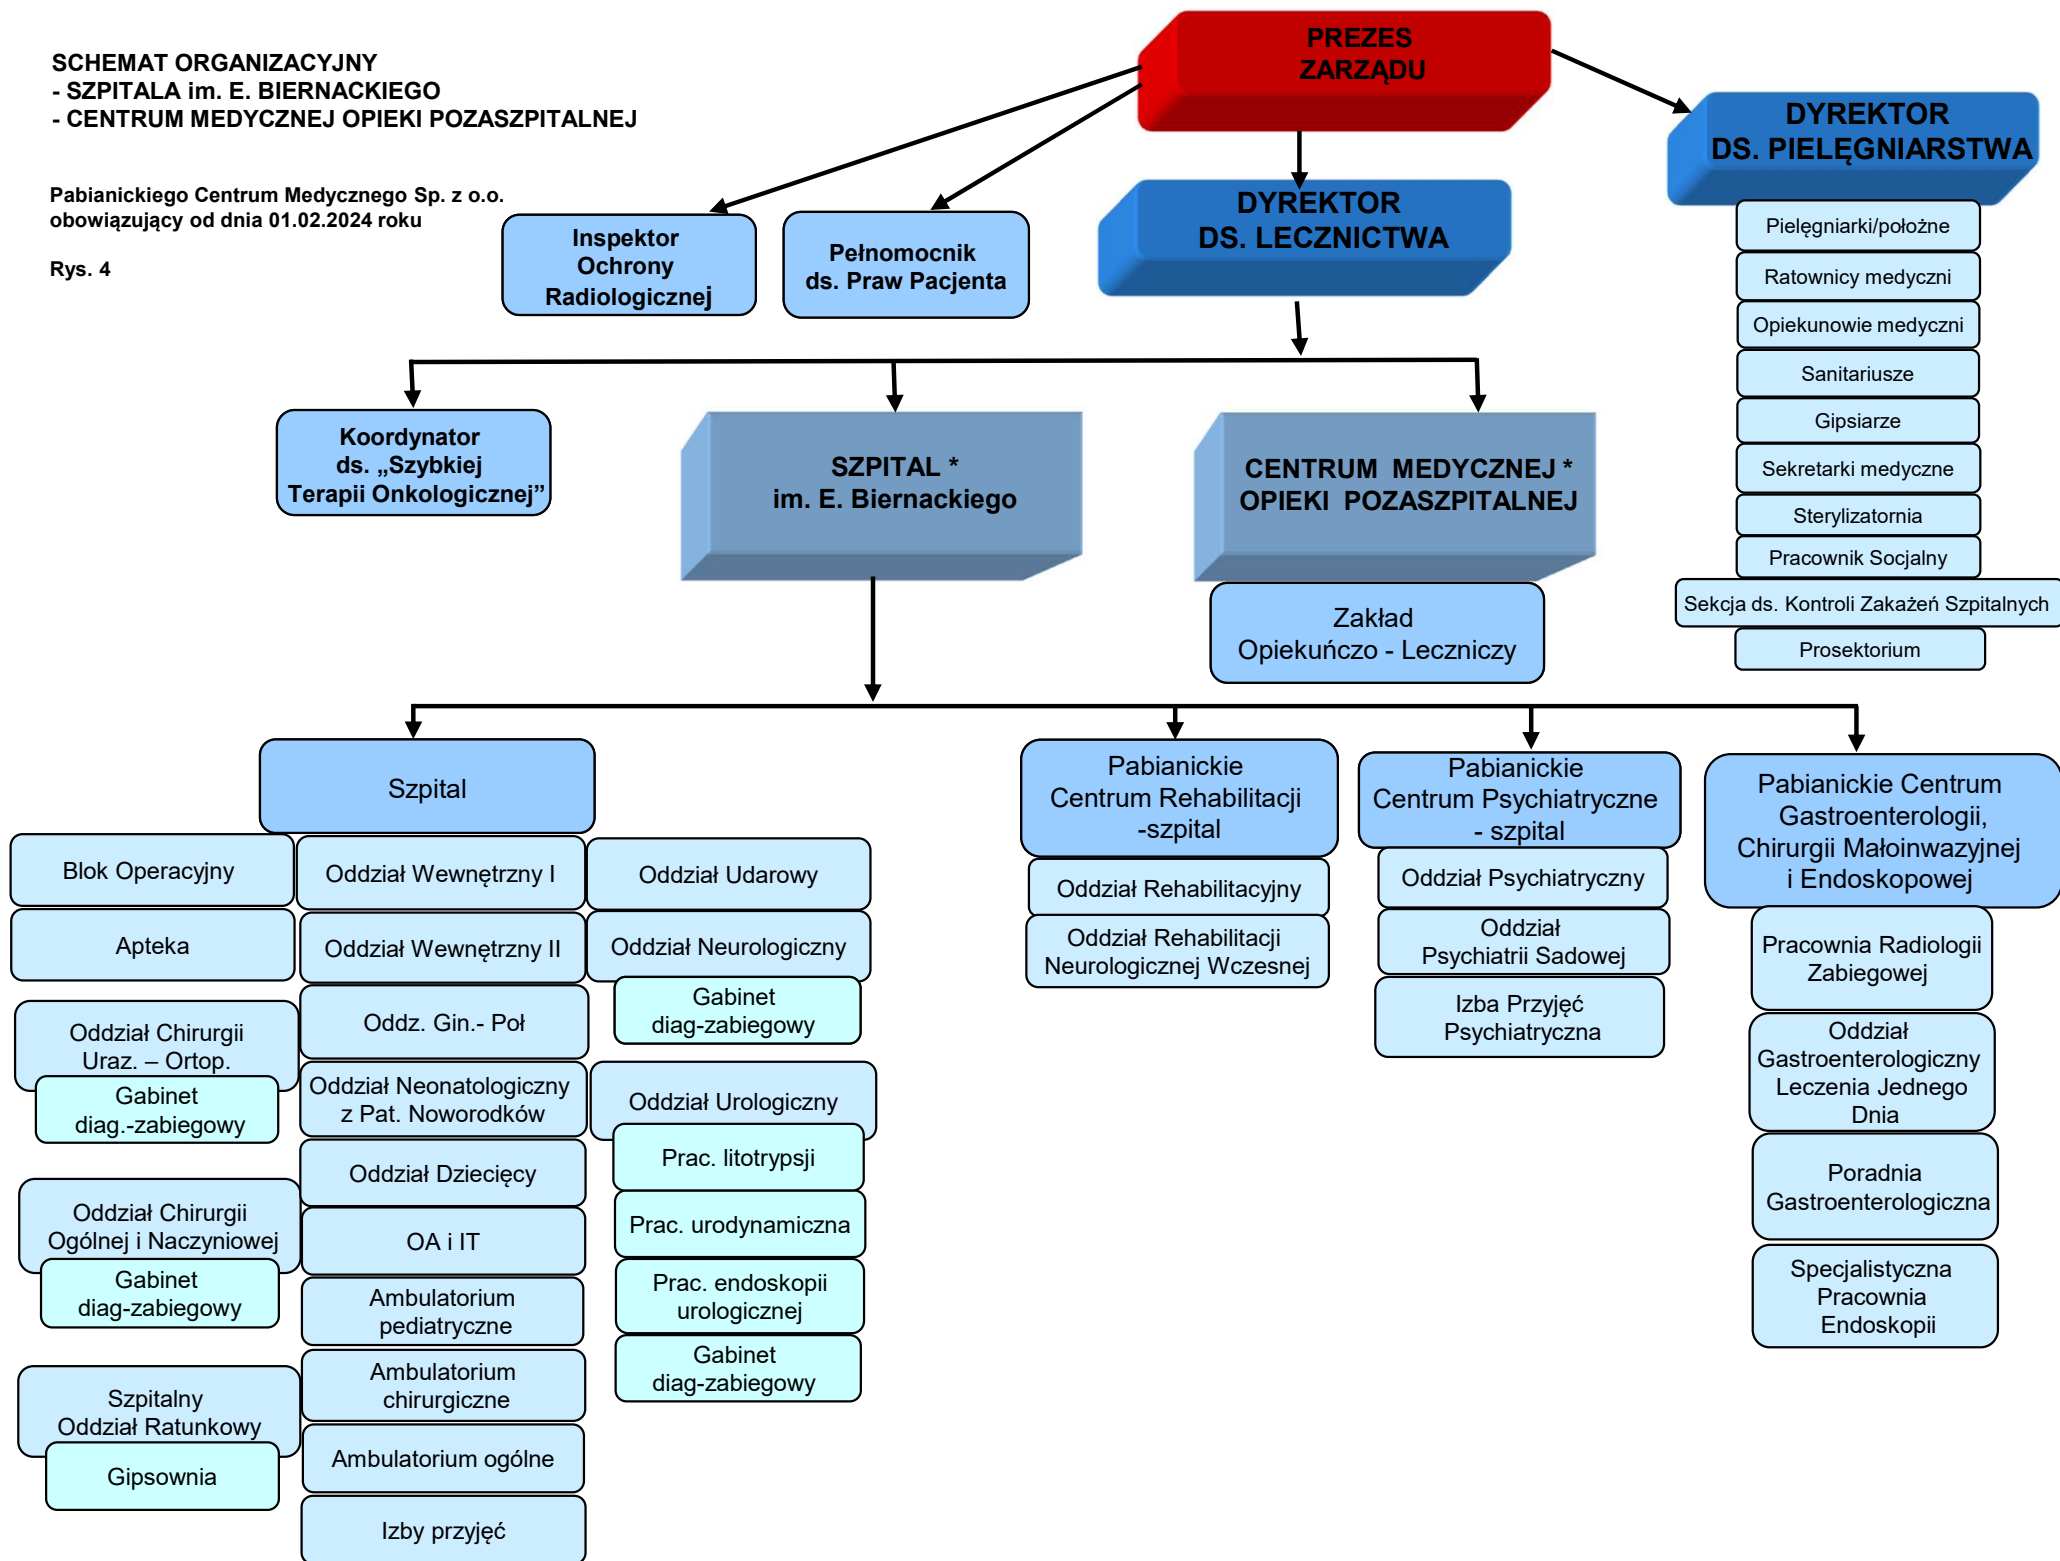 SCHEMAT ORGANIZACYJNY
- SZPITALA im. E. BIERNACKIEGO
- CENTRUM MEDYCZNEJ OPIEKI POZASZPITALNEJ
Pabianickiego Centrum Medycznego Sp. z o.o.
obowiązujący od dnia 01.02.2024 roku
Rys. 4
PREZES
ZARZĄDU
DYREKTOR
DS. PIELĘGNIARSTWA
DYREKTOR
DS. LECZNICTWA
Inspektor
Ochrony
Radiologicznej
Pełnomocnik
ds. Praw Pacjenta
Pielęgniarki/położne
Ratownicy medyczni
Opiekunowie medyczni
Sanitariusze
Gipsiarze
Sekretarki medyczne
Sterylizatornia
Pracownik Socjalny
Sekcja ds. Kontroli Zakażeń Szpitalnych
Prosektorium
Koordynator
ds. „Szybkiej
Terapii Onkologicznej”
SZPITAL *
im. E. Biernackiego
CENTRUM MEDYCZNEJ *
OPIEKI POZASZPITALNEJ
Zakład
Opiekuńczo - Leczniczy
Szpital
Blok Operacyjny
Apteka
Oddział Chirurgii
Uraz. – Ortop.
Gabinet
diag.-zabiegowy
Oddział Chirurgii
Ogólnej i Naczyniowej
Gabinet
diag-zabiegowy
Szpitalny
Oddział Ratunkowy
Gipsownia
Oddział Wewnętrzny I
Oddział Wewnętrzny II
Oddz. Gin.- Poł
Oddział Neonatologiczny
z Pat. Noworodków
Oddział Dziecięcy
OA i IT
Ambulatorium
pediatryczne
Ambulatorium
chirurgiczne
Ambulatorium ogólne
Izby przyjęć
Oddział Udarowy
Oddział Neurologiczny
Gabinet
diag-zabiegowy
Oddział Urologiczny
Prac. litotrypsji
Prac. urodynamiczna
Prac. endoskopii
urologicznej
Gabinet
diag-zabiegowy
Pabianickie
Centrum Rehabilitacji
-szpital
Oddział Rehabilitacyjny
Oddział Rehabilitacji
Neurologicznej Wczesnej
Pabianickie
Centrum Psychiatryczne
- szpital
Oddział Psychiatryczny
Oddział
Psychiatrii Sadowej
Izba Przyjęć
Psychiatryczna
Pabianickie Centrum
Gastroenterologii,
Chirurgii Małoinwazyjnej
i Endoskopowej
Pracownia Radiologii
Zabiegowej
Oddział
Gastroenterologiczny
Leczenia Jednego
Dnia
Poradnia
Gastroenterologiczna
Specjalistyczna
Pracownia
Endoskopii